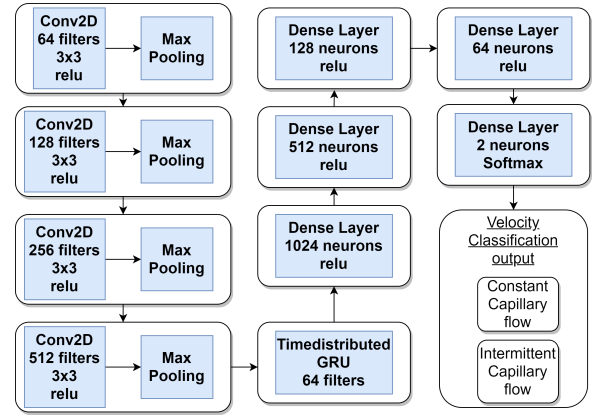 Conv2D
64 filters
3x3
relu
Max
Pooling
Conv2D
128 filters
3x3
relu
Max
Pooling
Conv2D
256 filters
3x3
relu
Max
Pooling
Conv2D
512 filters
3x3
relu
Max
Pooling
Timedistributed
GRU
64 filters
Dense Layer
1024 neurons
relu
Dense Layer
512 neurons
relu
Dense Layer
128 neurons
relu
Dense Layer
64 neurons
relu
Dense Layer
2 neurons
Softmax
Velocity
Classification
output
Constant
Capillary
flow
Intermittent
Capillary
flow